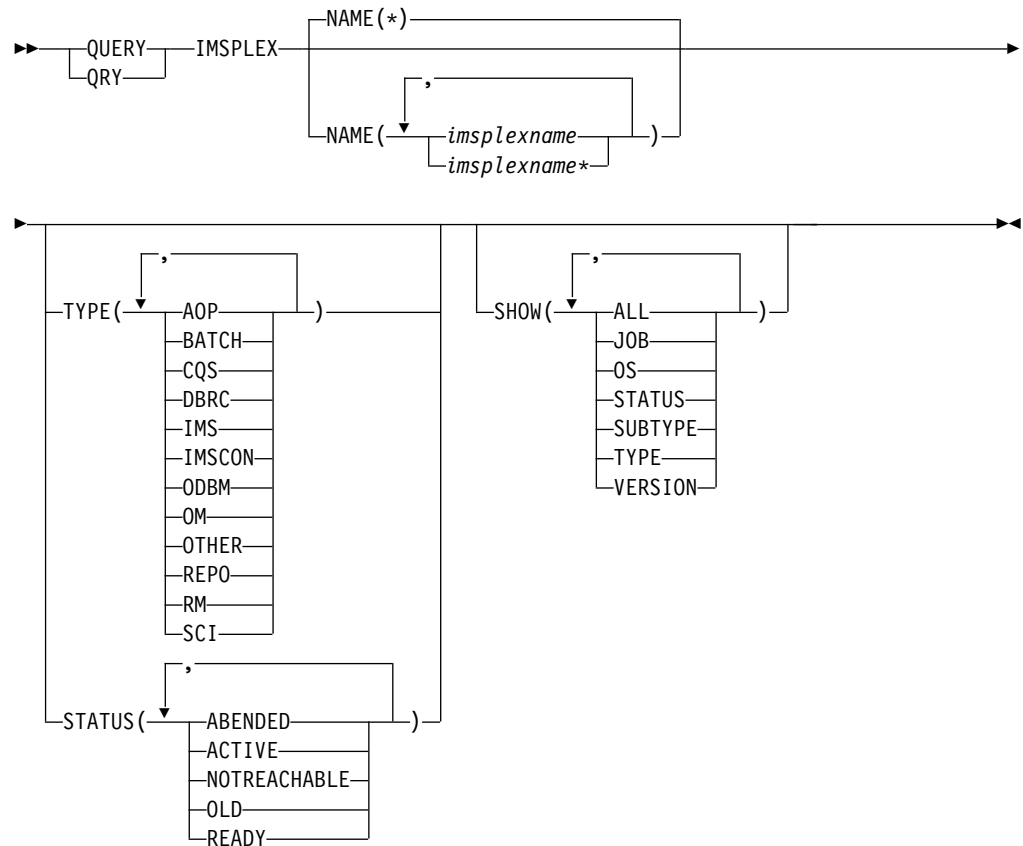 NAME(*)
QUERY IMSPLEX
QRY
,
NAME( imsplexname )
imsplexname*
, ,
TYPE( AOP ) SHOW( ALL )
BATCH JOB
CQS OS
DBRC STATUS
IMS SUBTYPE
IMSCON TYPE
ODBM VERSION
OM
OTHER
REPO
RM
SCI
,
STATUS( ABENDED )
ACTIVE
NOTREACHABLE
OLD
READY